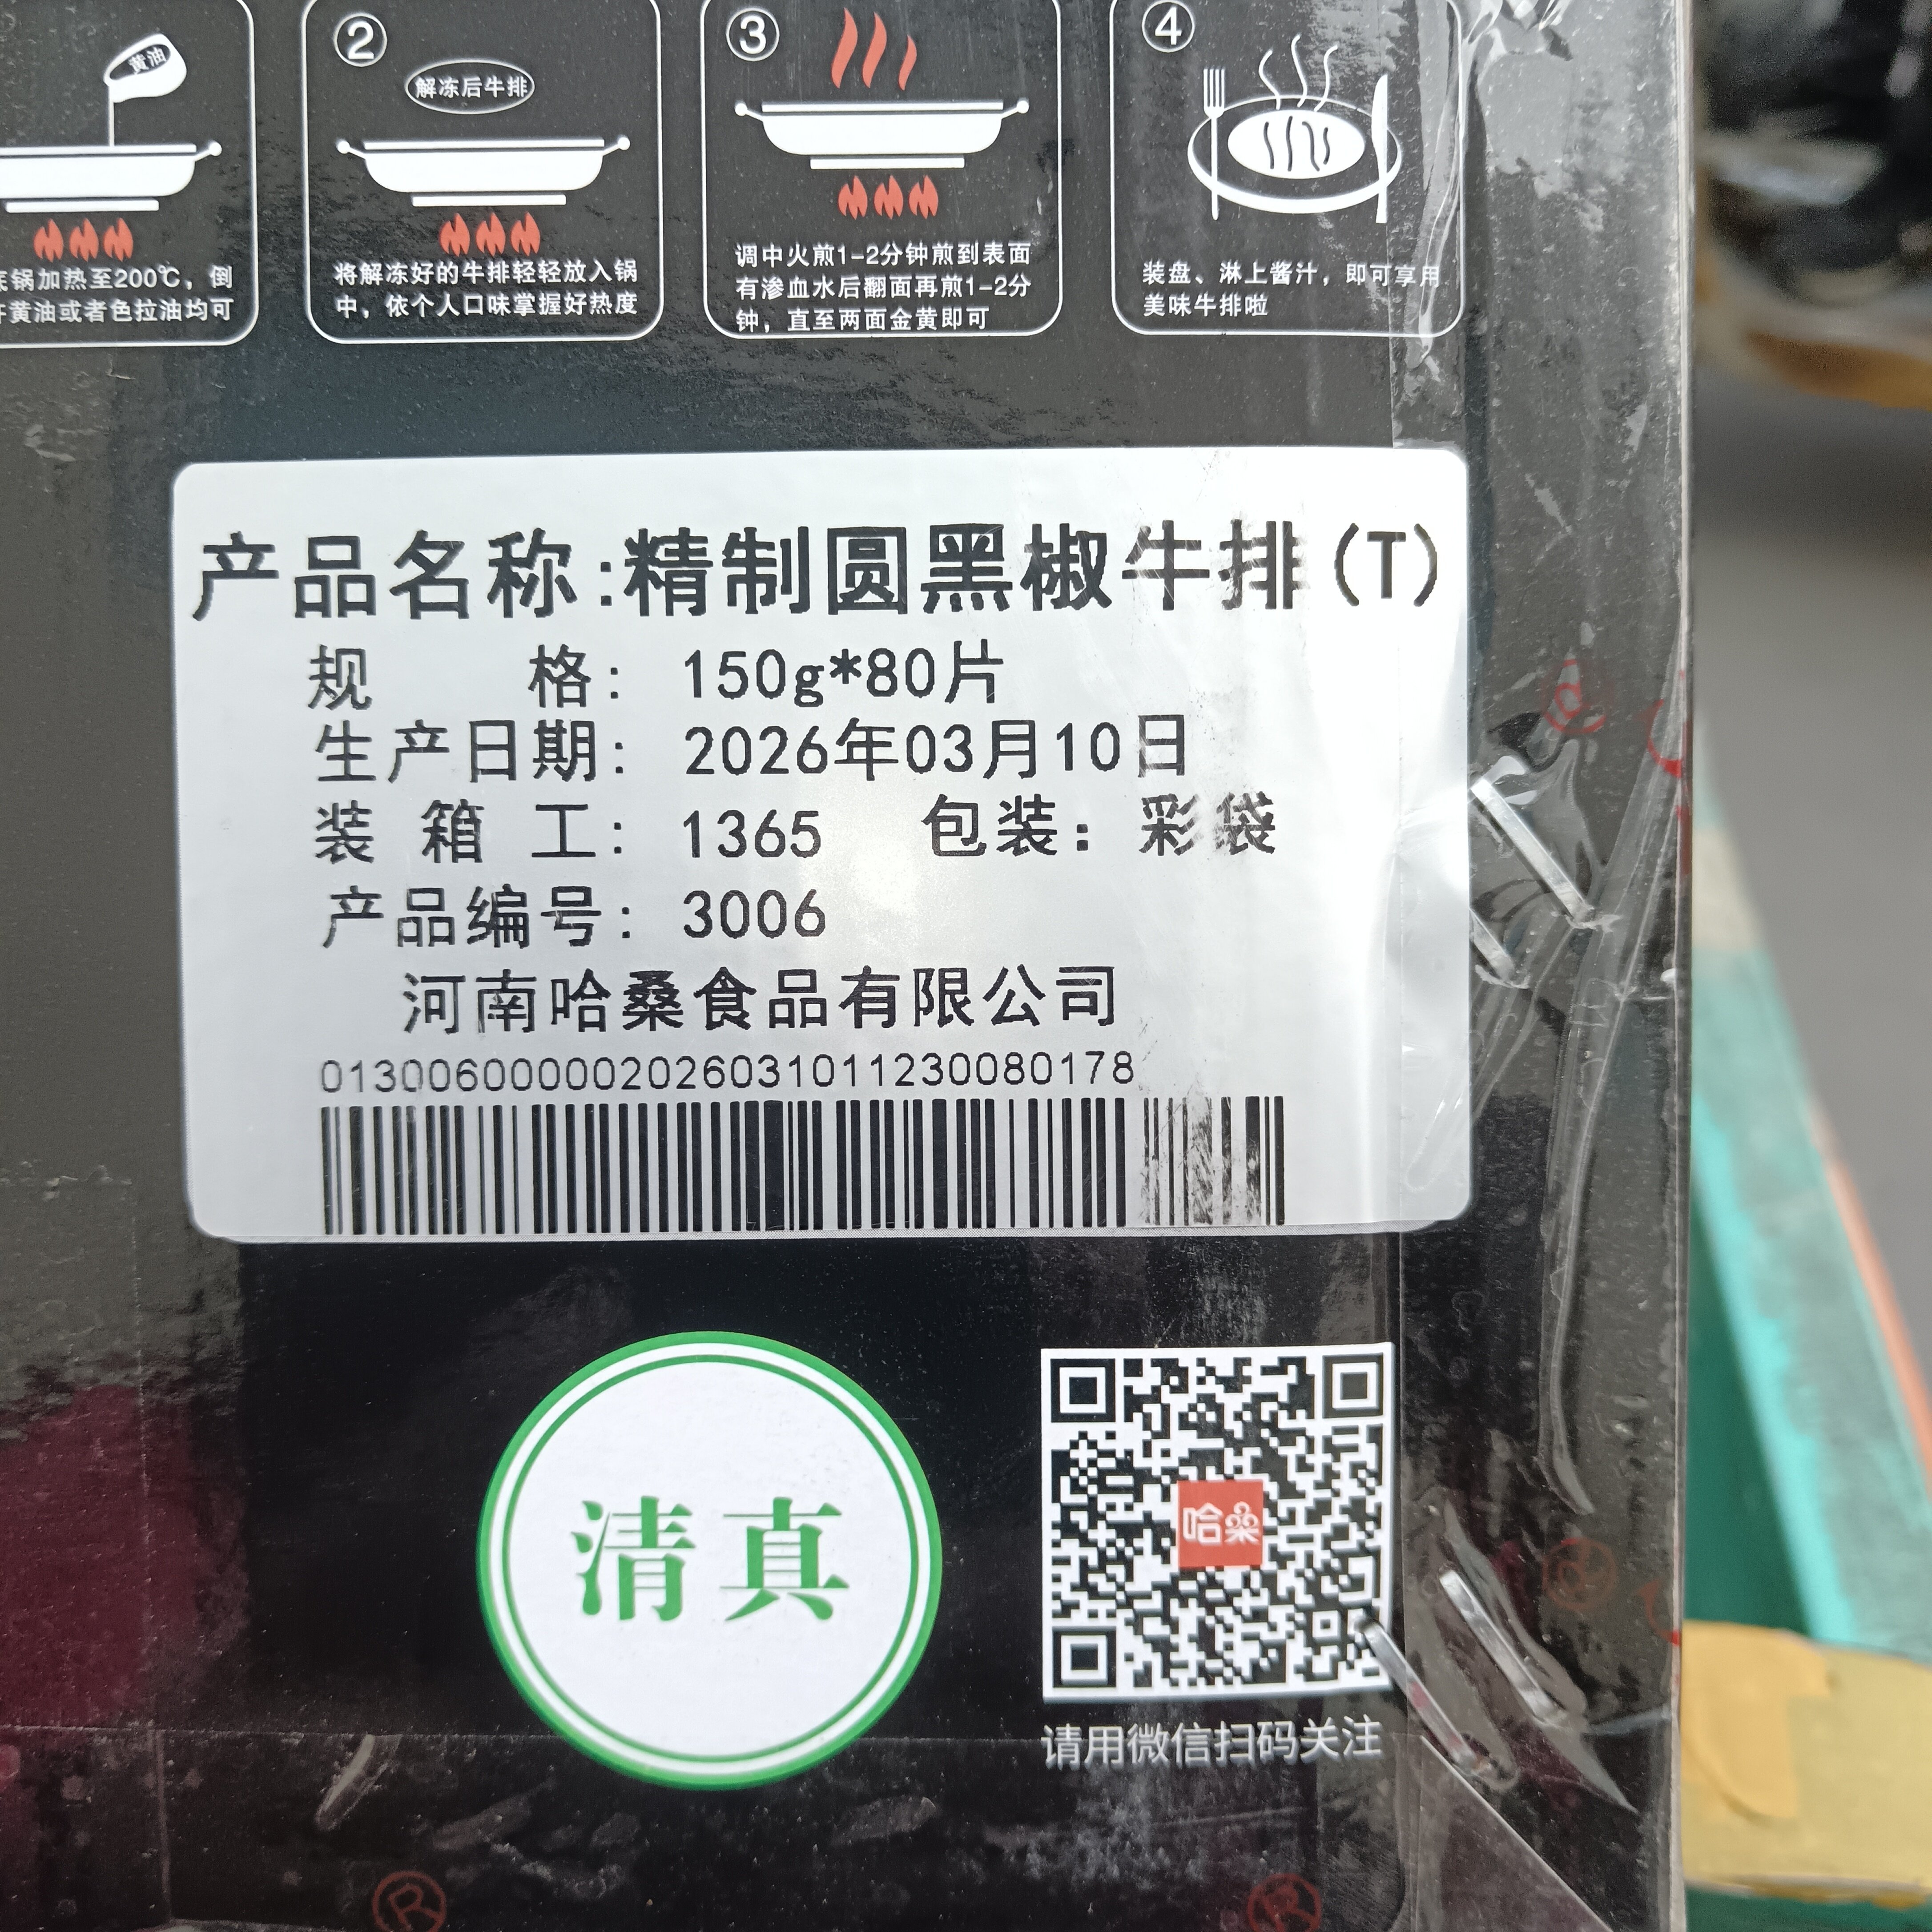 黄油
锅加热至200℃，倒
黄油或者色拉油均可
②
解冻后牛排
将解冻好的牛排轻轻放入锅
中，依个人口味掌握好热度
③
调中火煎1-2分钟煎到表面
有渗血水后翻面再煎1-2分
钟，直至两面金黄即可
④
装盘、淋上酱汁，即可享用
美味牛排啦
产品名称:精制圆黑椒牛排(T)
规格: 150g*80片
生产日期: 2026年03月10日
装箱工: 1365 包装: 彩袋
产品编号: 3006
河南哈桑食品有限公司
013006000002026031011230080178
清真
哈桑
请用微信扫码关注
®
®